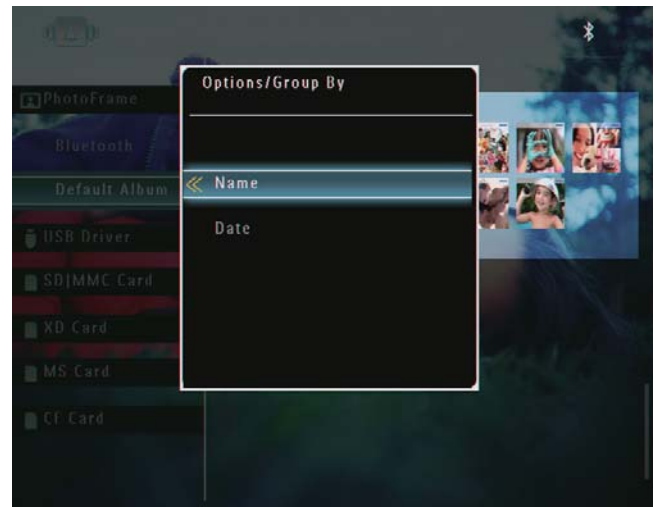 Options/Group By
PhotoFrame
Bluetooth
Name
Default Album
Date
USB Driver
SD|MMC Card
XD Card
MS Card
CF Card